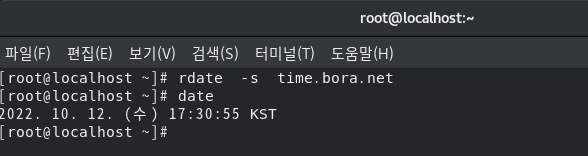 root@localhost:~
파일(F) 편집(E) 보기(V) 검색(S) 터미널(T) 도움말(H)
[root@localhost ~]# rdate -s time.bora.net
[root@localhost ~]# date
2022. 10. 12. (수) 17:30:55 KST
[root@localhost ~]#